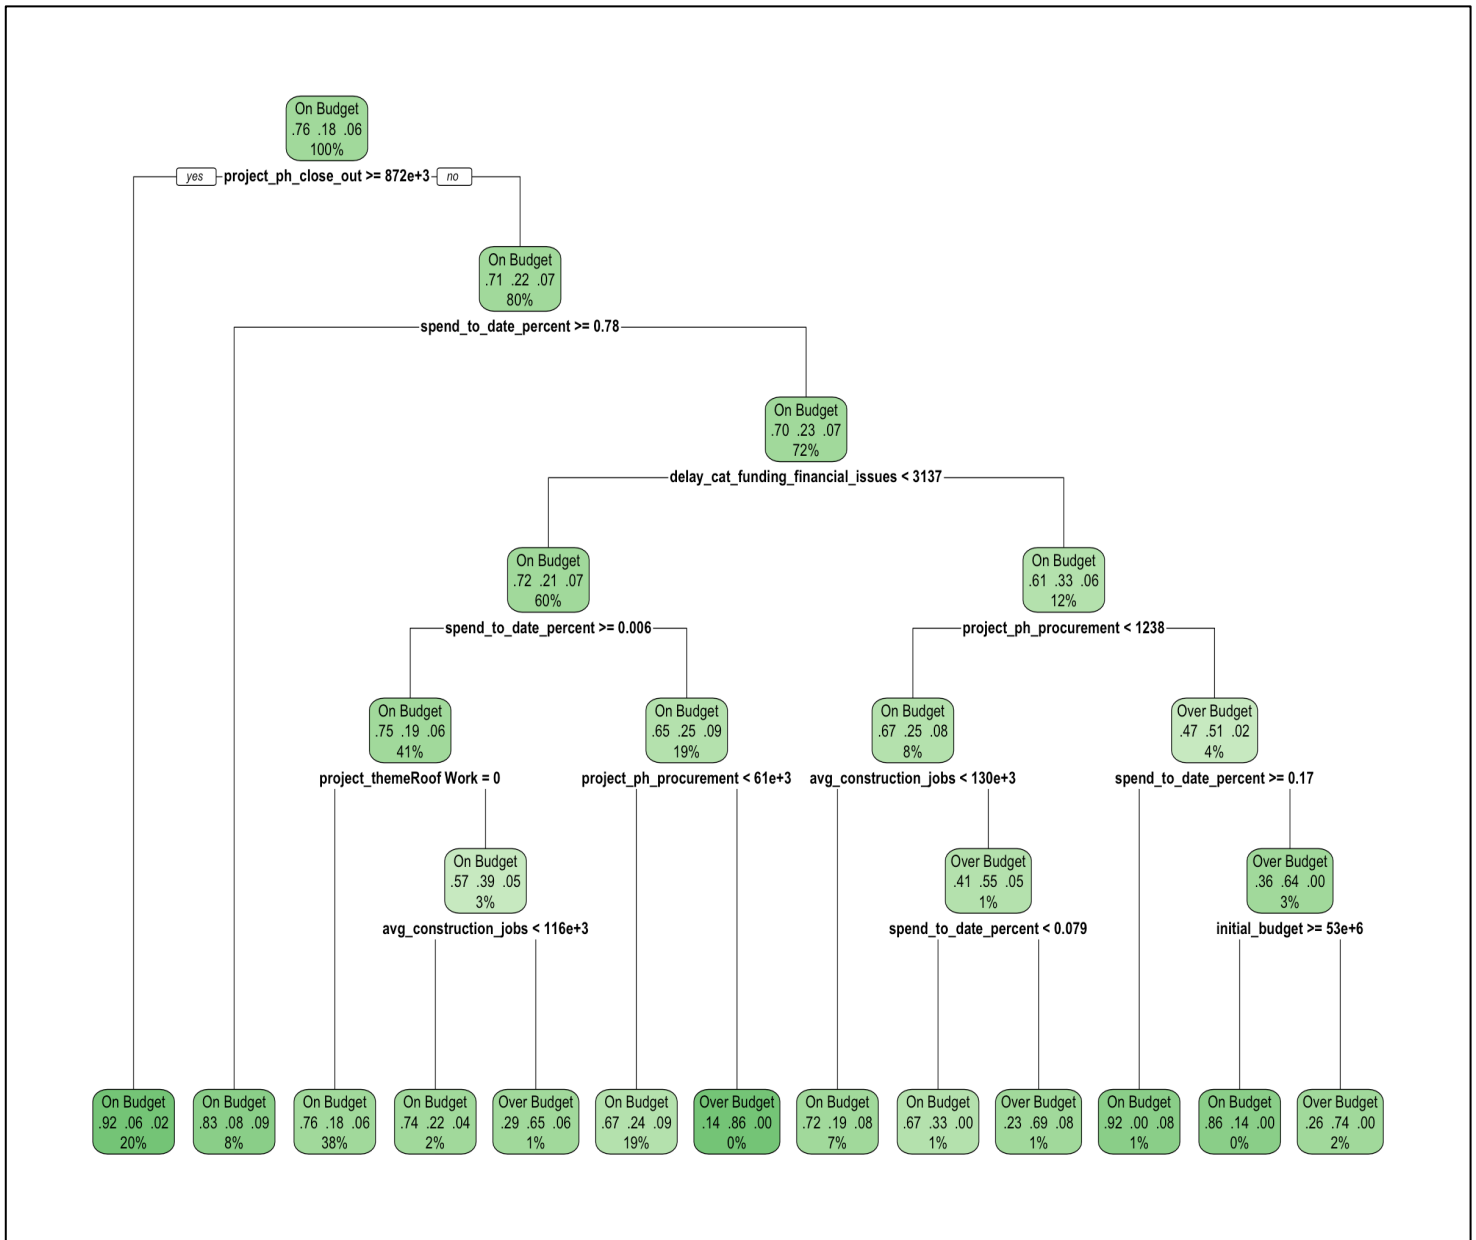 On Budget
.76 .18 .06
100%
yes project_ph_close_out >= 872e+3 no
On Budget
.71 .22 .07
80%
spend_to_date_percent >= 0.78
On Budget
.70 .23 .07
72%
delay_cat_funding_financial_issues < 3137
On Budget
.72 .21 .07
60%
On Budget
.61 .33 .06
12%
spend_to_date_percent >= 0.006
project_ph_procurement < 1238
On Budget
.75 .19 .06
41%
On Budget
.65 .25 .09
19%
On Budget
.67 .25 .08
8%
Over Budget
.47 .51 .02
4%
project_themeRoof Work = 0
project_ph_procurement < 61e+3
avg_construction_jobs < 130e+3
spend_to_date_percent >= 0.17
On Budget
.57 .39 .05
3%
Over Budget
.41 .55 .05
1%
Over Budget
.36 .64 .00
3%
avg_construction_jobs < 116e+3
spend_to_date_percent < 0.079
initial_budget >= 53e+6
On Budget
.92 .06 .02
20%
On Budget
.83 .08 .09
8%
On Budget
.76 .18 .06
38%
On Budget
.74 .22 .04
2%
Over Budget
.29 .65 .06
1%
On Budget
.67 .24 .09
19%
Over Budget
.14 .86 .00
0%
On Budget
.72 .19 .08
7%
On Budget
.67 .33 .00
1%
Over Budget
.23 .69 .08
1%
On Budget
.92 .00 .08
1%
On Budget
.86 .14 .00
0%
Over Budget
.26 .74 .00
2%